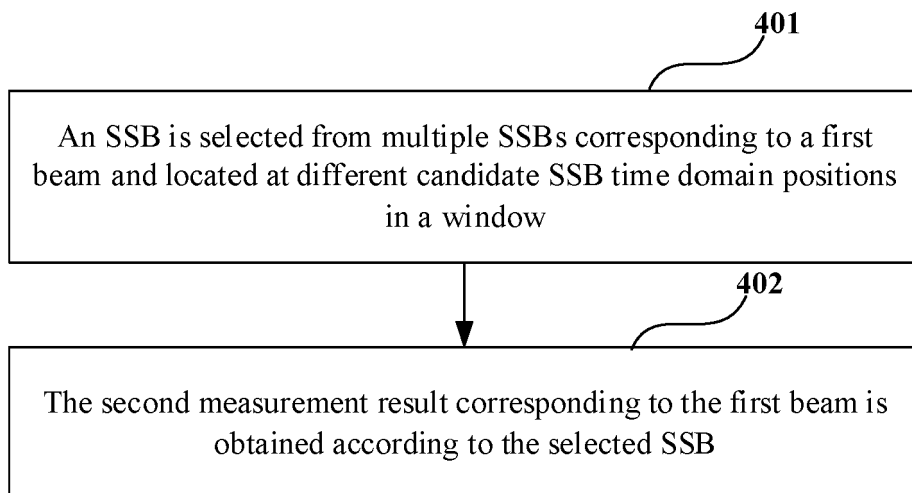 401
An SSB is selected from multiple SSBs corresponding to a first
beam and located at different candidate SSB time domain positions
in a window
402
The second measurement result corresponding to the first beam is
obtained according to the selected SSB